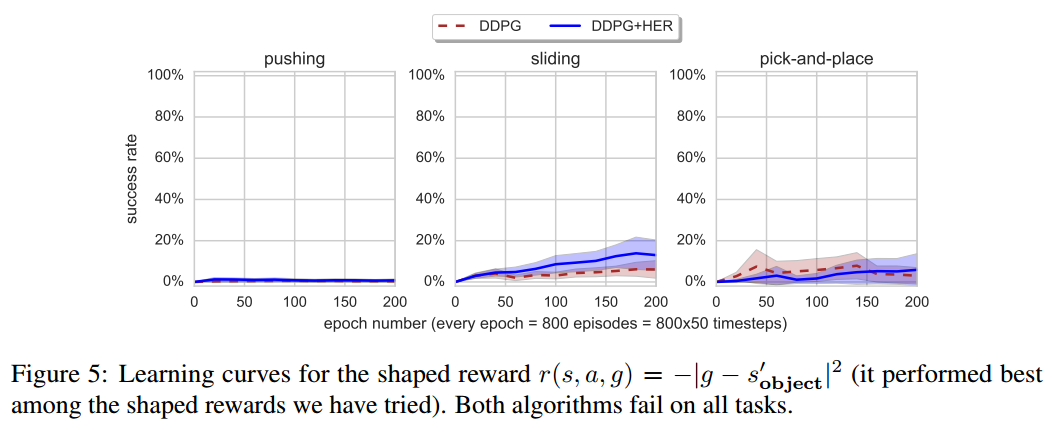 DDPG DDPG+HER
pushing sliding pick-and-place
success rate
100% 100% 100%
80% 80% 80%
60% 60% 60%
40% 40% 40%
20% 20% 20%
0% 0% 0%
0 50 100 150 200 0 50 100 150 200 0 50 100 150 200
epoch number (every epoch = 800 episodes = 800x50 timesteps)
Figure 5: Learning curves for the shaped reward r(s, a, g) = −|g − s′object|² (it performed best
among the shaped rewards we have tried). Both algorithms fail on all tasks.